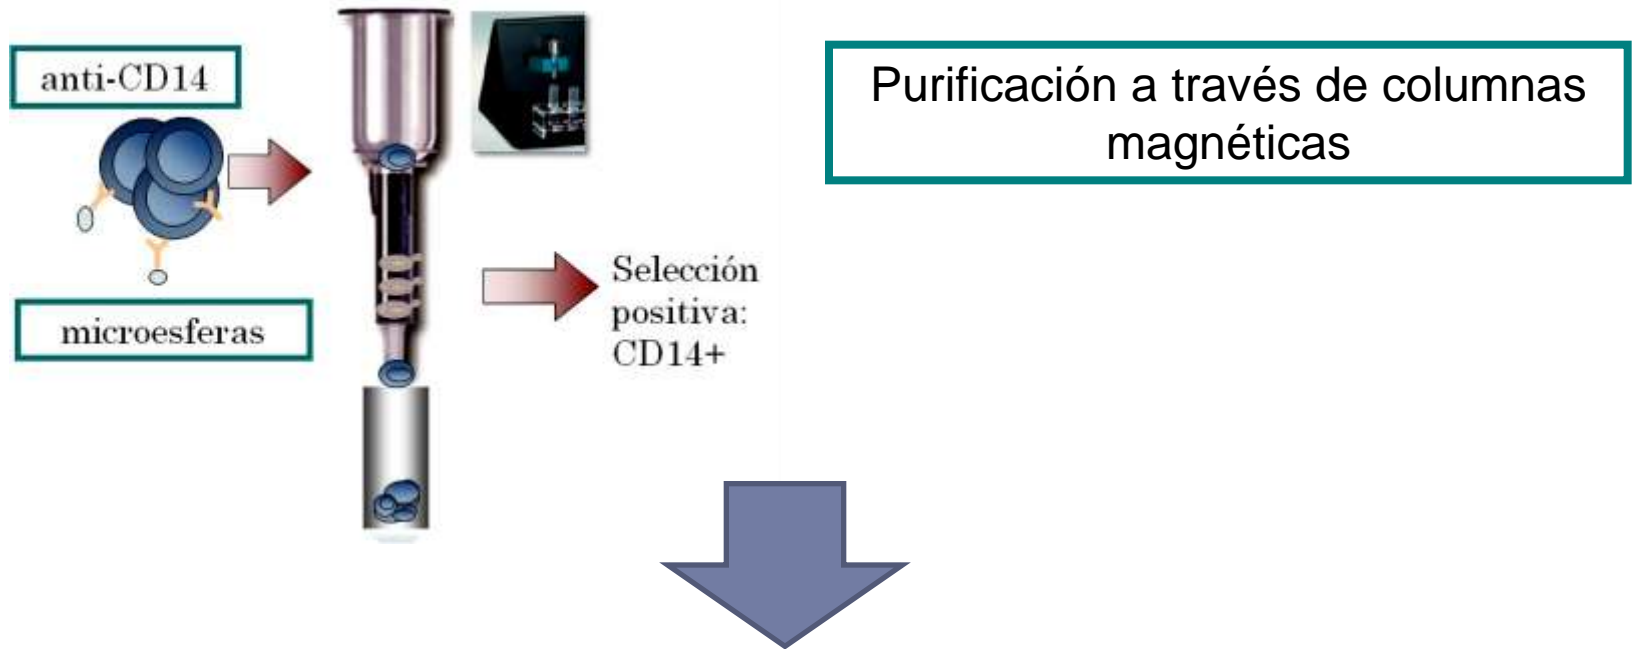 anti-CD14
microesferas
Selección
positiva:
CD14+
Purificación a través de columnas
magnéticas